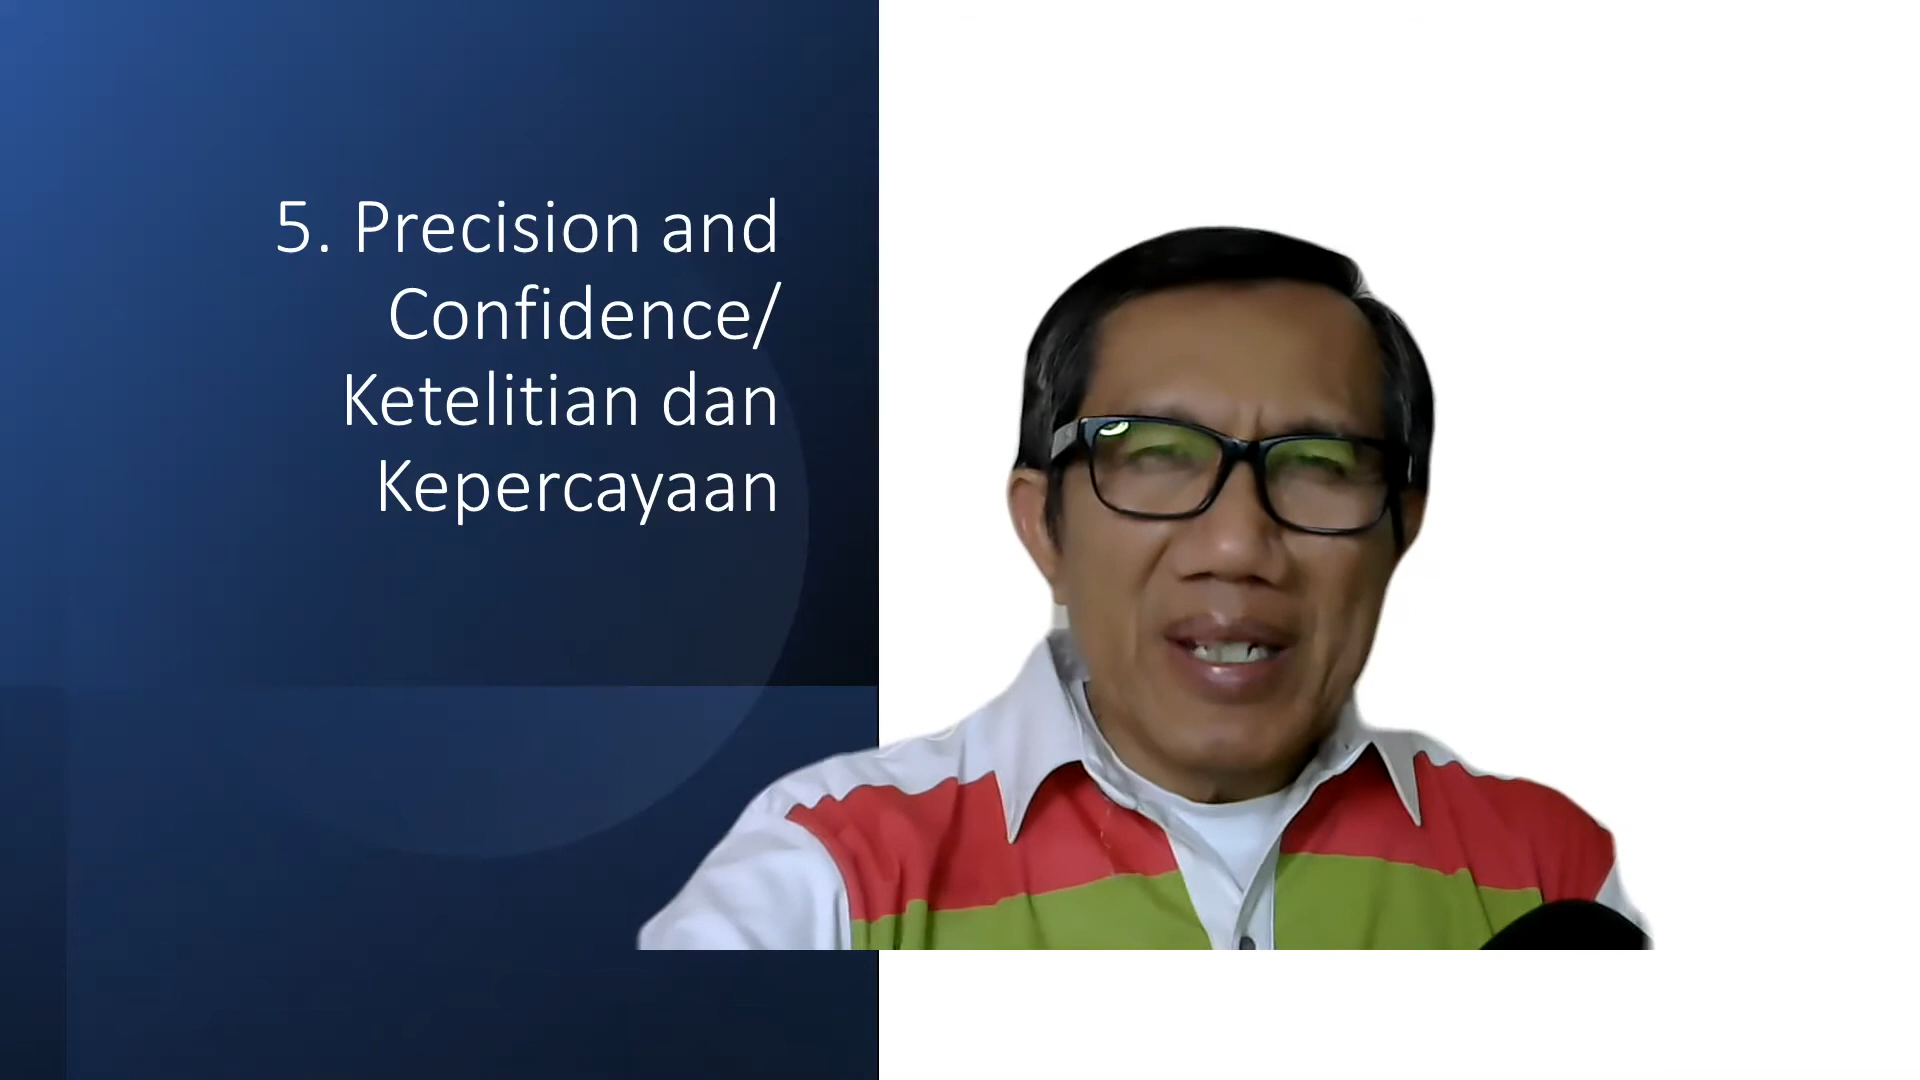 5. Precision and
Confidence/
Ketelitian dan
Kepercayaan